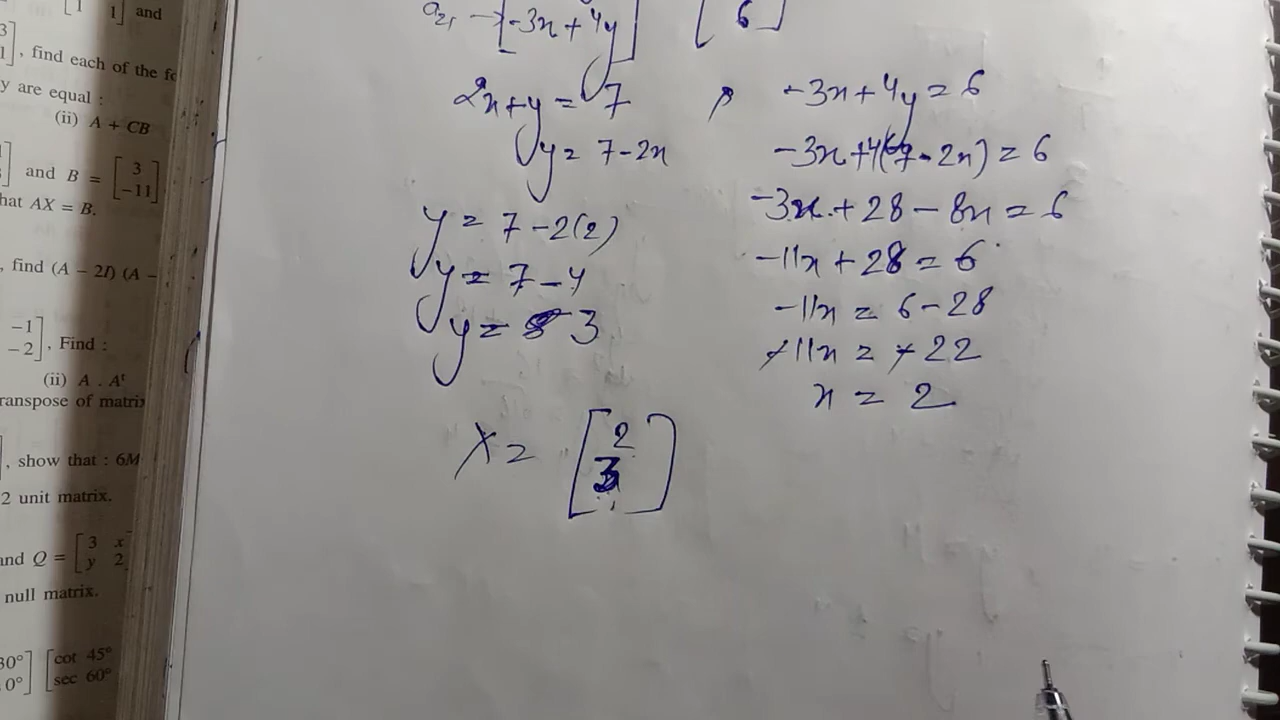 1] and
3
1], find each of the fo
y are equal :
(ii) A + CB
] and B = [3
-11]
hat AX = B.
, find (A – 2I) (A –
-1
-2], Find :
(ii) A . Aᵗ
ranspose of matrix
], show that : 6M
2 unit matrix.
and Q = [3 x
y 2
null matrix.
30°] [cot 45°
0°] [sec 60°
[-3x + 4y] [6]
2x+y = 7
y = 7-2x
y = 7-2(2)
y = 7-4
y = 3
X = [2
3]
-3x+4y = 6
-3x+4(7-2x) = 6
-3x + 28 - 8x = 6
-11x + 28 = 6
-11x = 6-28
-11x = -22
x = 2